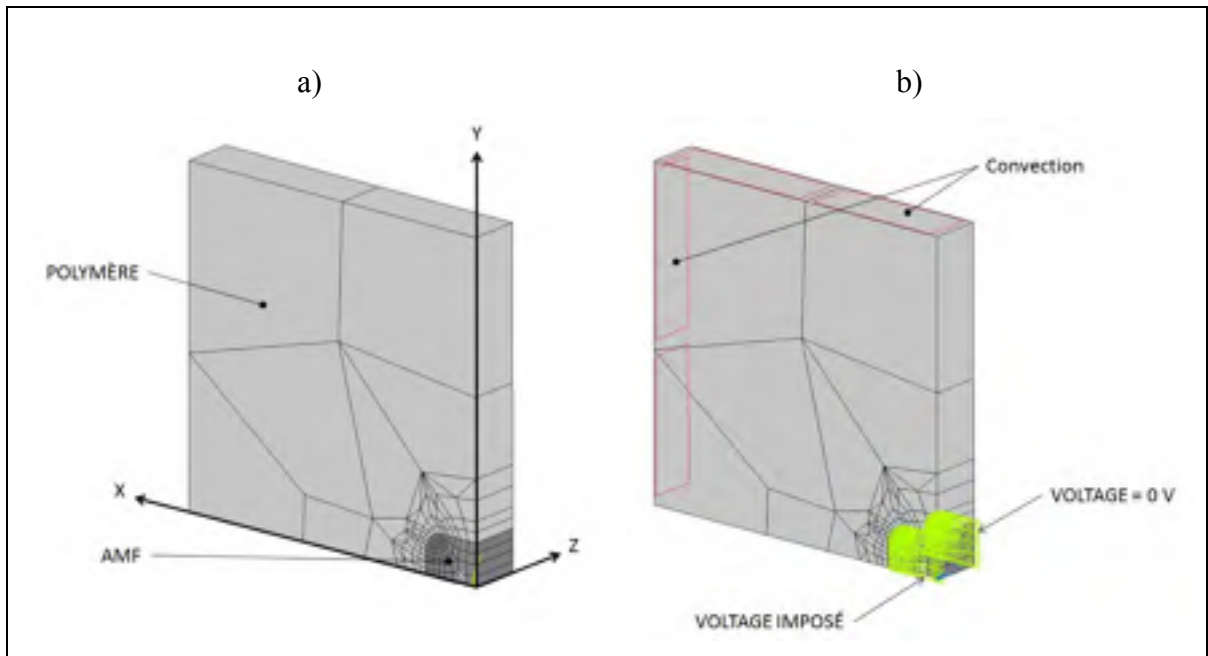 a)
b)
Y
Convection
POLYMÈRE
X
Z
AMF
VOLTAGE = 0 V
VOLTAGE IMPOSÉ